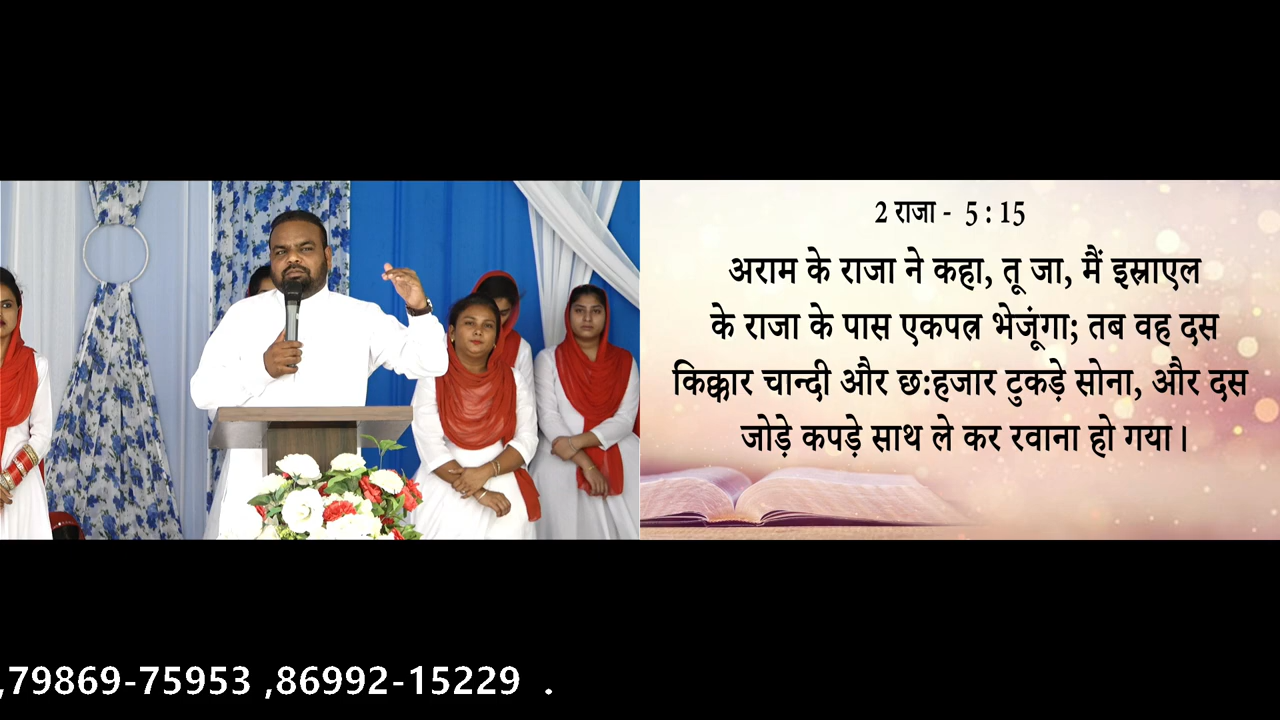 2 राजा - 5 : 15
अराम के राजा ने कहा, तू जा, मैं इस्राएल
के राजा के पास एकपत्र भेजूंगा; तब वह दस
किक्कार चान्दी और छ:हजार टुकड़े सोना, और दस
जोड़े कपड़े साथ ले कर रवाना हो गया।
,79869-75953 ,86992-15229 .